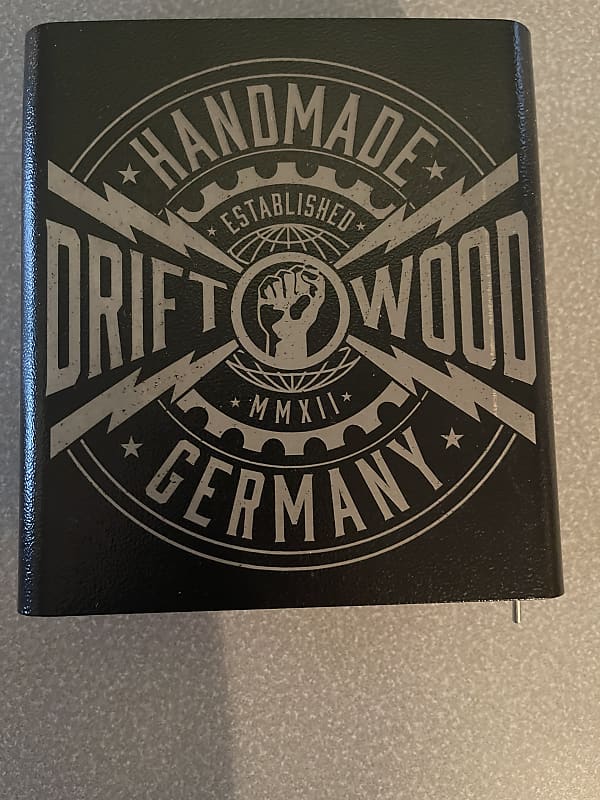 HANDMADE
ESTABLISHED
DRIFT WOOD
MMXII
GERMANY